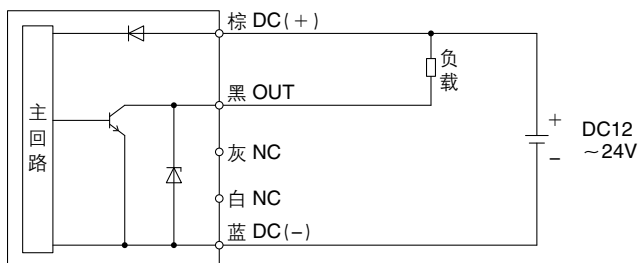 棕 DC(+)
负载
黑 OUT
主回路
灰 NC
白 NC
蓝 DC(−)
+
−
DC12
~24V